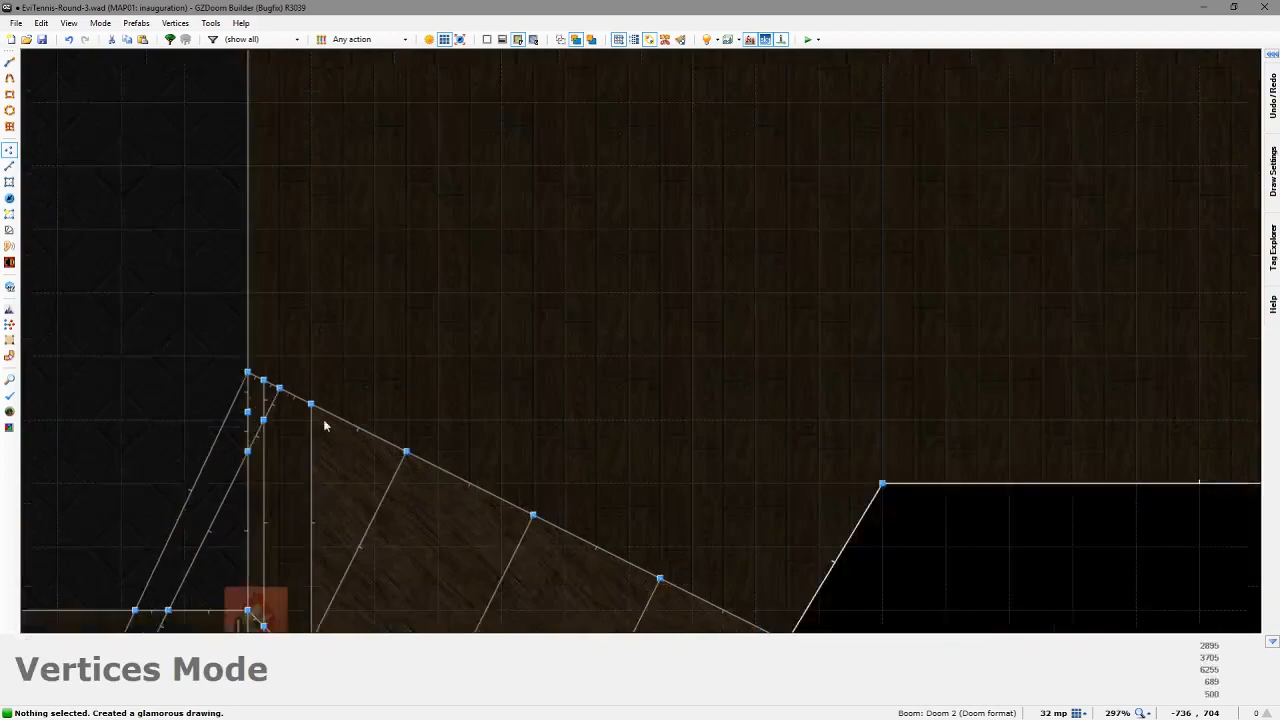 EviTennis-Round-3.wad (MAP01: inauguration) - GZDoom Builder (Bugfix) R3039
File Edit View Mode Prefabs Vertices Tools Help
(show all) Any action
Undo / Redo
Draw Settings
Tag Explorer
Help
Vertices Mode
2895
3705
6255
689
500
Nothing selected. Created a glamorous drawing. Boom: Doom 2 (Doom format) 32 mp 297% -736 , 704 0